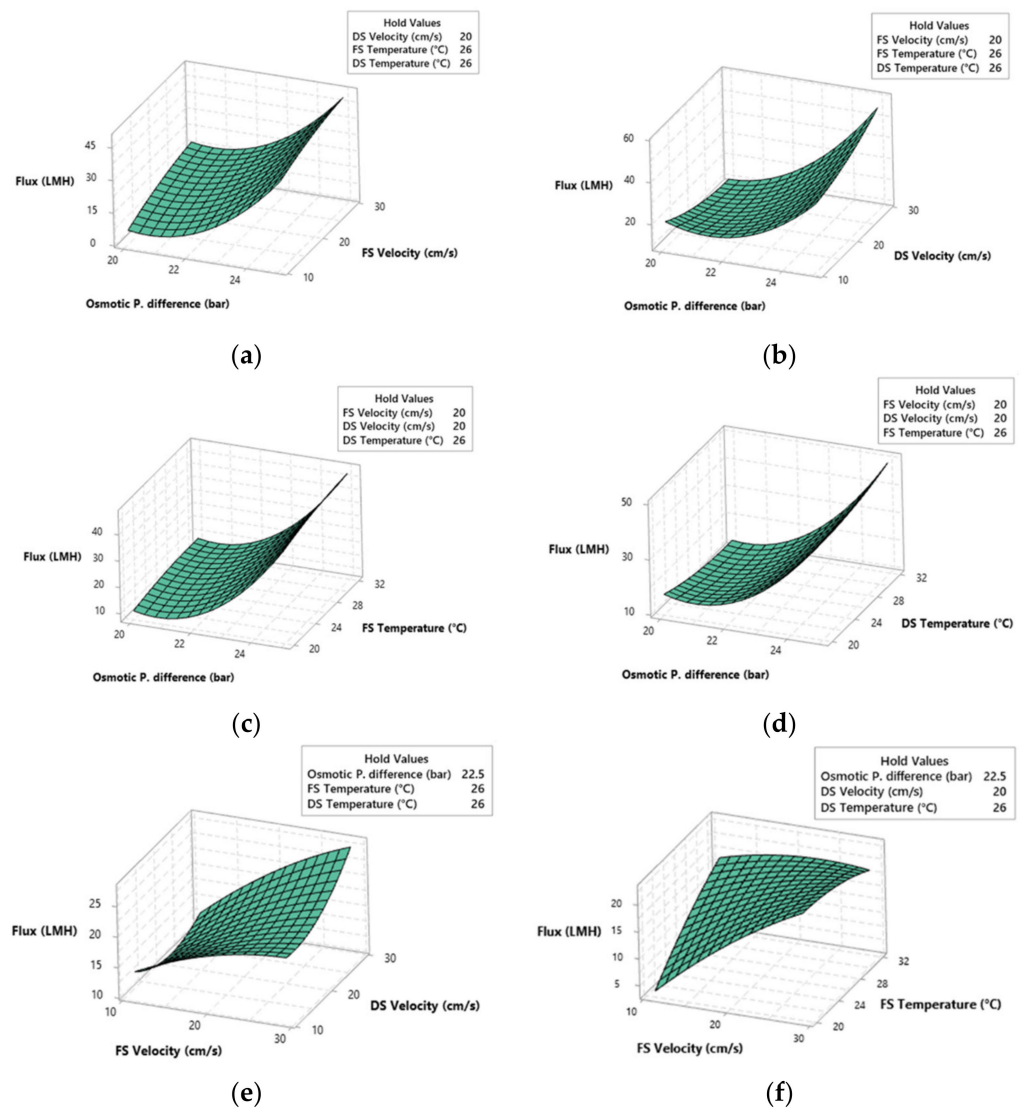 Hold Values
DS Velocity (cm/s) 20
FS Temperature (°C) 26
DS Temperature (°C) 26
45
30
15
0
Flux (LMH)
20
22
24
10
20
30
FS Velocity (cm/s)
Osmotic P. difference (bar)
(a)
Hold Values
FS Velocity (cm/s) 20
FS Temperature (°C) 26
DS Temperature (°C) 26
60
40
20
Flux (LMH)
20
22
24
10
20
30
DS Velocity (cm/s)
Osmotic P. difference (bar)
(b)
Hold Values
FS Velocity (cm/s) 20
DS Velocity (cm/s) 20
DS Temperature (°C) 26
40
30
20
10
Flux (LMH)
20
22
24
20
24
28
32
FS Temperature (°C)
Osmotic P. difference (bar)
(c)
Hold Values
FS Velocity (cm/s) 20
DS Velocity (cm/s) 20
FS Temperature (°C) 26
50
30
10
Flux (LMH)
20
22
24
20
24
28
32
DS Temperature (°C)
Osmotic P. difference (bar)
(d)
Hold Values
Osmotic P. difference (bar) 22.5
FS Temperature (°C) 26
DS Temperature (°C) 26
25
20
15
10
Flux (LMH)
10
20
30
10
20
30
DS Velocity (cm/s)
FS Velocity (cm/s)
(e)
Hold Values
Osmotic P. difference (bar) 22.5
DS Velocity (cm/s) 20
DS Temperature (°C) 26
20
15
10
5
Flux (LMH)
10
20
30
20
24
28
32
FS Temperature (°C)
FS Velocity (cm/s)
(f)